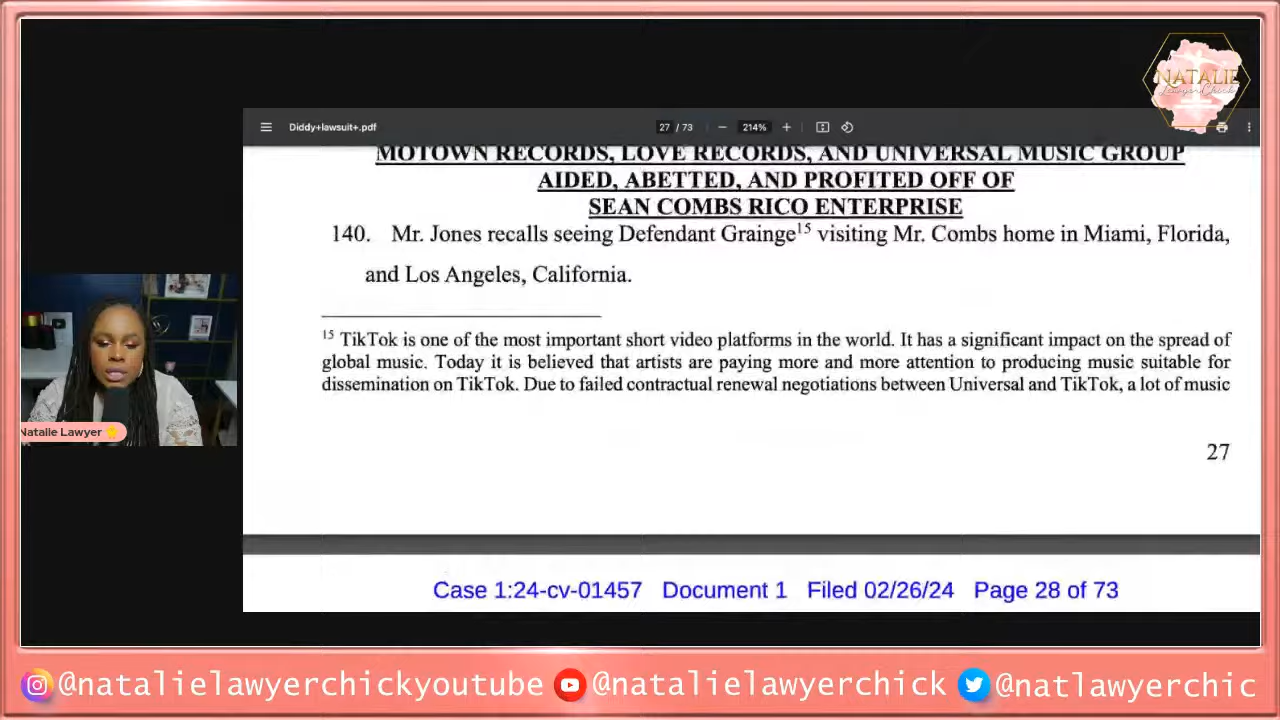 NATALIE
Lawyer Chick
Diddy+lawsuit+.pdf
27 / 73
214%
MOTOWN RECORDS, LOVE RECORDS, AND UNIVERSAL MUSIC GROUP
AIDED, ABETTED, AND PROFITED OFF OF
SEAN COMBS RICO ENTERPRISE
140. Mr. Jones recalls seeing Defendant Grainge15 visiting Mr. Combs home in Miami, Florida,
and Los Angeles, California.
15 TikTok is one of the most important short video platforms in the world. It has a significant impact on the spread of
global music. Today it is believed that artists are paying more and more attention to producing music suitable for
dissemination on TikTok. Due to failed contractual renewal negotiations between Universal and TikTok, a lot of music
27
Case 1:24-cv-01457 Document 1 Filed 02/26/24 Page 28 of 73
Natalie Lawyer
@natalielawyerchickyoutube
@natalielawyerchick
@natlawyerchic